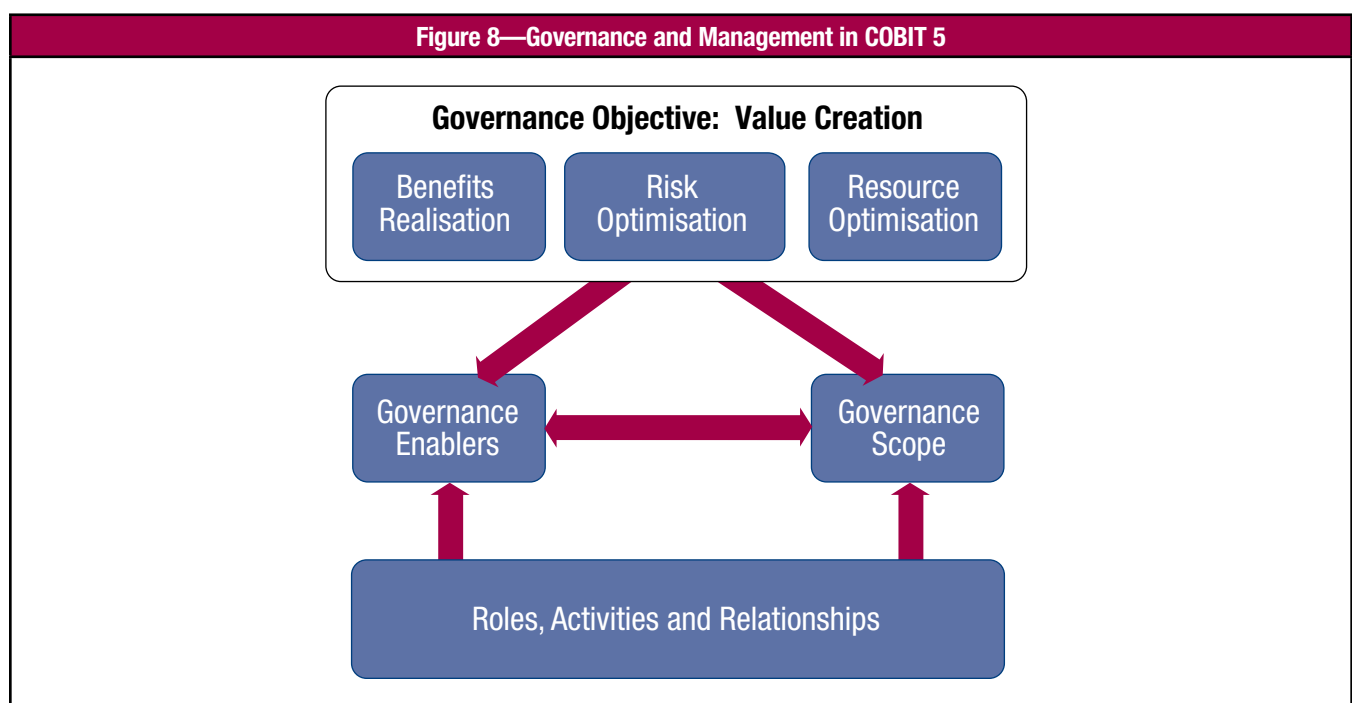 Figure 8—Governance and Management in COBIT 5
Governance Objective: Value Creation
Benefits
Realisation
Risk
Optimisation
Resource
Optimisation
Governance
Enablers
Governance
Scope
Roles, Activities and Relationships